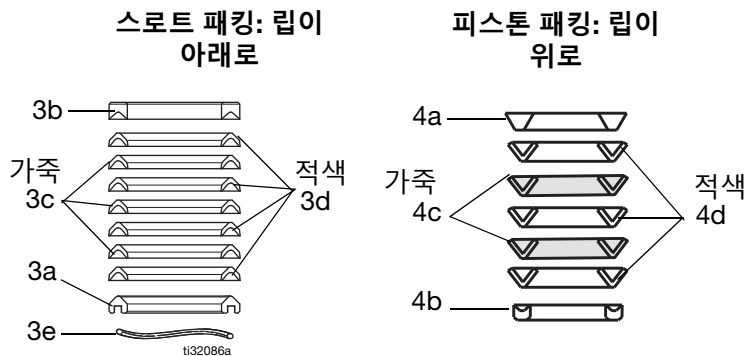 스로트 패킹: 립이
아래로
3b
가죽
3c
적색
3d
3a
3e
ti32086a
피스톤 패킹: 립이
위로
4a
가죽
4c
적색
4d
4b